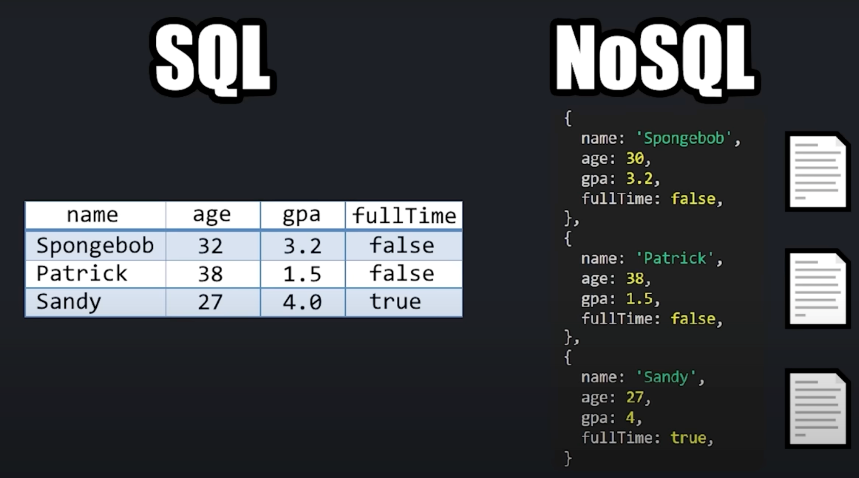 SQL
NoSQL
name age gpa fullTime
Spongebob 32 3.2 false
Patrick 38 1.5 false
Sandy 27 4.0 true
{
name: 'Spongebob',
age: 30,
gpa: 3.2,
fullTime: false,
},
{
name: 'Patrick',
age: 38,
gpa: 1.5,
fullTime: false,
},
{
name: 'Sandy',
age: 27,
gpa: 4,
fullTime: true,
}